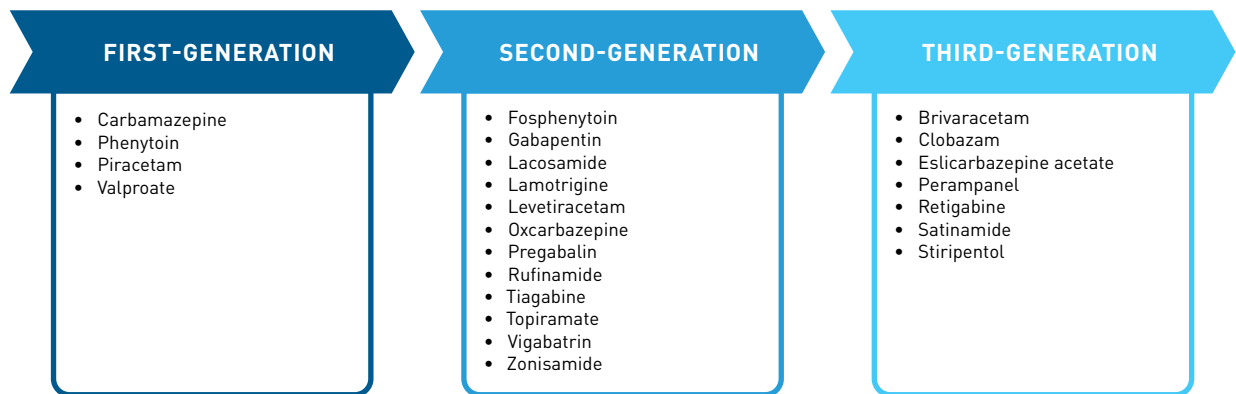 FIRST-GENERATION
• Carbamazepine
• Phenytoin
• Piracetam
• Valproate
SECOND-GENERATION
• Fosphenytoin
• Gabapentin
• Lacosamide
• Lamotrigine
• Levetiracetam
• Oxcarbazepine
• Pregabalin
• Rufinamide
• Tiagabine
• Topiramate
• Vigabatrin
• Zonisamide
THIRD-GENERATION
• Brivaracetam
• Clobazam
• Eslicarbazepine acetate
• Perampanel
• Retigabine
• Satinamide
• Stiripentol